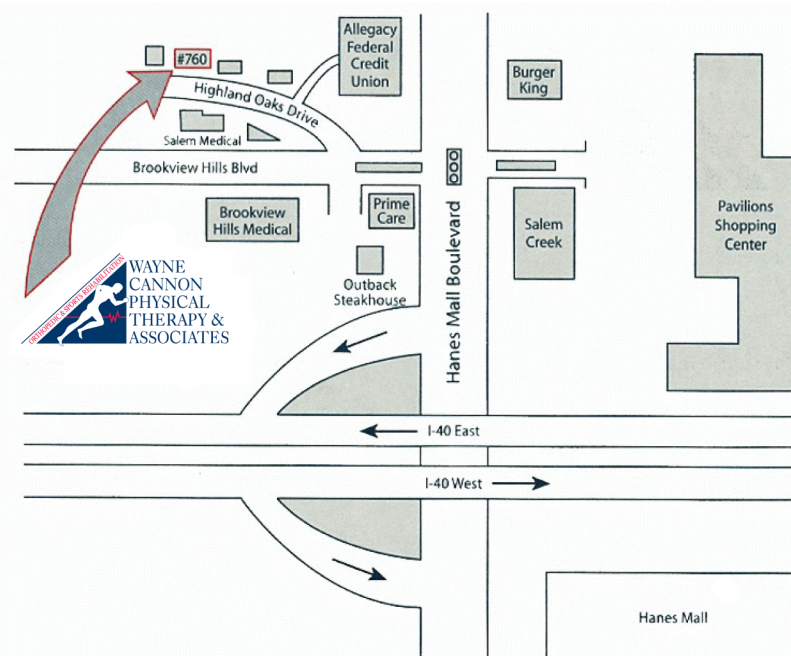 Allegacy
Federal
Credit
Union
#760
Burger
King
Highland Oaks Drive
Salem Medical
Brookview Hills Blvd
Prime
Care
Brookview
Hills Medical
Salem
Creek
Pavilions
Shopping
Center
Hanes Mall Boulevard
Outback
Steakhouse
ORTHOPEDIC & SPORTS REHABILITATION
WAYNE
CANNON
PHYSICAL
THERAPY &
ASSOCIATES
I-40 East
I-40 West
Hanes Mall